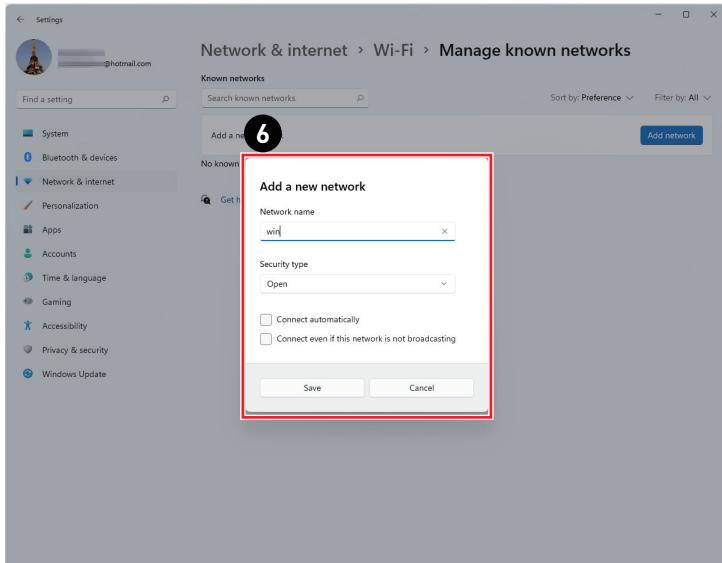 Settings
@hotmail.com
Find a setting
System
Bluetooth & devices
Network & internet
Personalization
Apps
Accounts
Time & language
Gaming
Accessibility
Privacy & security
Windows Update
Network & internet > Wi-Fi > Manage known networks
Known networks
Search known networks
Sort by: Preference
Filter by: All
Add a ne
Add network
No known
Get h
6
Add a new network
Network name
win
Security type
Open
Connect automatically
Connect even if this network is not broadcasting
Save Cancel